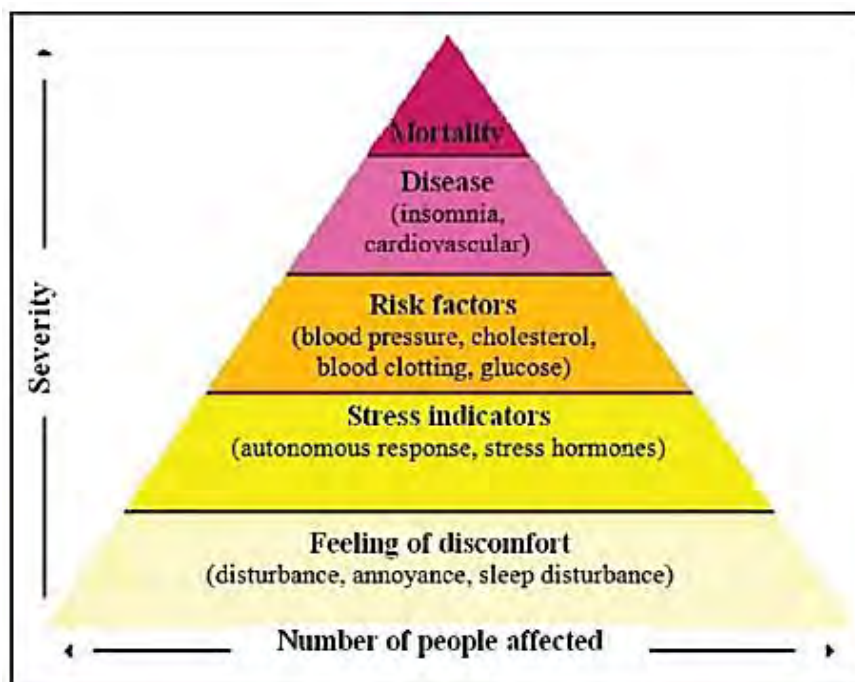 Mortality
Disease
(insomnia,
cardiovascular)
Risk factors
(blood pressure, cholesterol,
blood clotting, glucose)
Stress indicators
(autonomous response, stress hormones)
Feeling of discomfort
(disturbance, annoyance, sleep disturbance)
Severity
Number of people affected